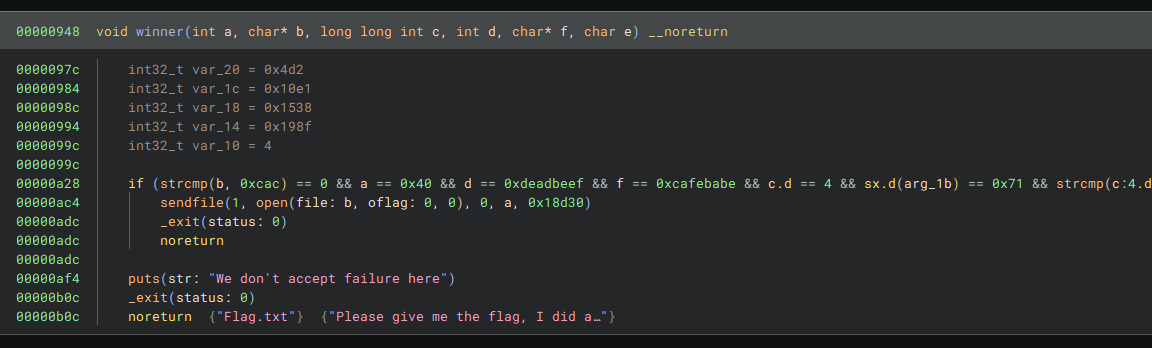 00000948  void winner(int a, char* b, long long int c, int d, char* f, char e) __noreturn
0000097c      int32_t var_20 = 0x4d2
00000984      int32_t var_1c = 0x10e1
0000098c      int32_t var_18 = 0x1538
00000994      int32_t var_14 = 0x198f
0000099c      int32_t var_10 = 4
0000099c
00000a28      if (strcmp(b, 0xcac) == 0 && a == 0x40 && d == 0xdeadbeef && f == 0xcafebabe && c.d == 4 && sx.d(arg_1b) == 0x71 && strcmp(c:4.d
00000ac4          sendfile(1, open(file: b, oflag: 0, 0), 0, a, 0x18d30)
00000adc          _exit(status: 0)
00000adc          noreturn
00000adc
00000af4      puts(str: "We don't accept failure here")
00000b0c      _exit(status: 0)
00000b0c      noreturn  {"Flag.txt"}  {"Please give me the flag, I did a…"}